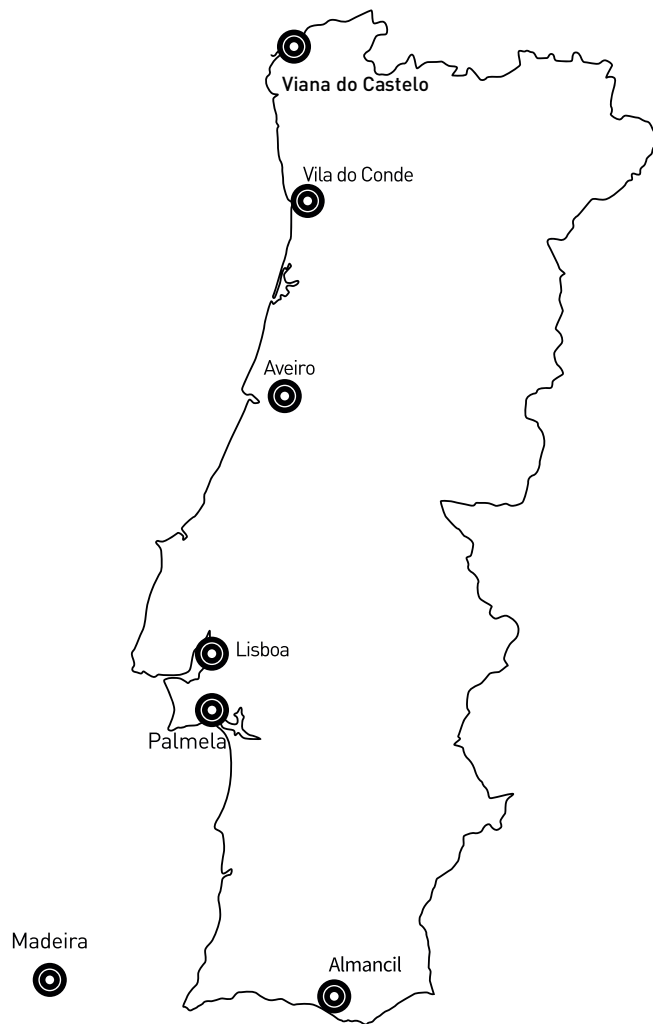 Viana do Castelo
Vila do Conde
Aveiro
Lisboa
Palmela
Madeira
Almancil